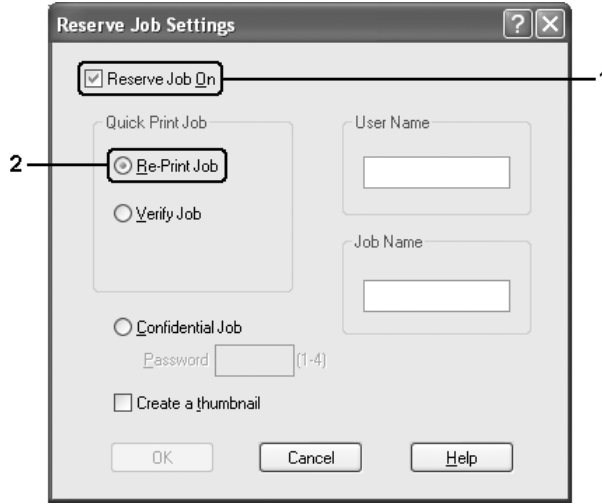 Reserve Job Settings
Reserve Job On
1
Quick Print Job
User Name
2
Re-Print Job
Verify Job
Job Name
Confidential Job
Password
(1-4)
Create a thumbnail
OK
Cancel
Help